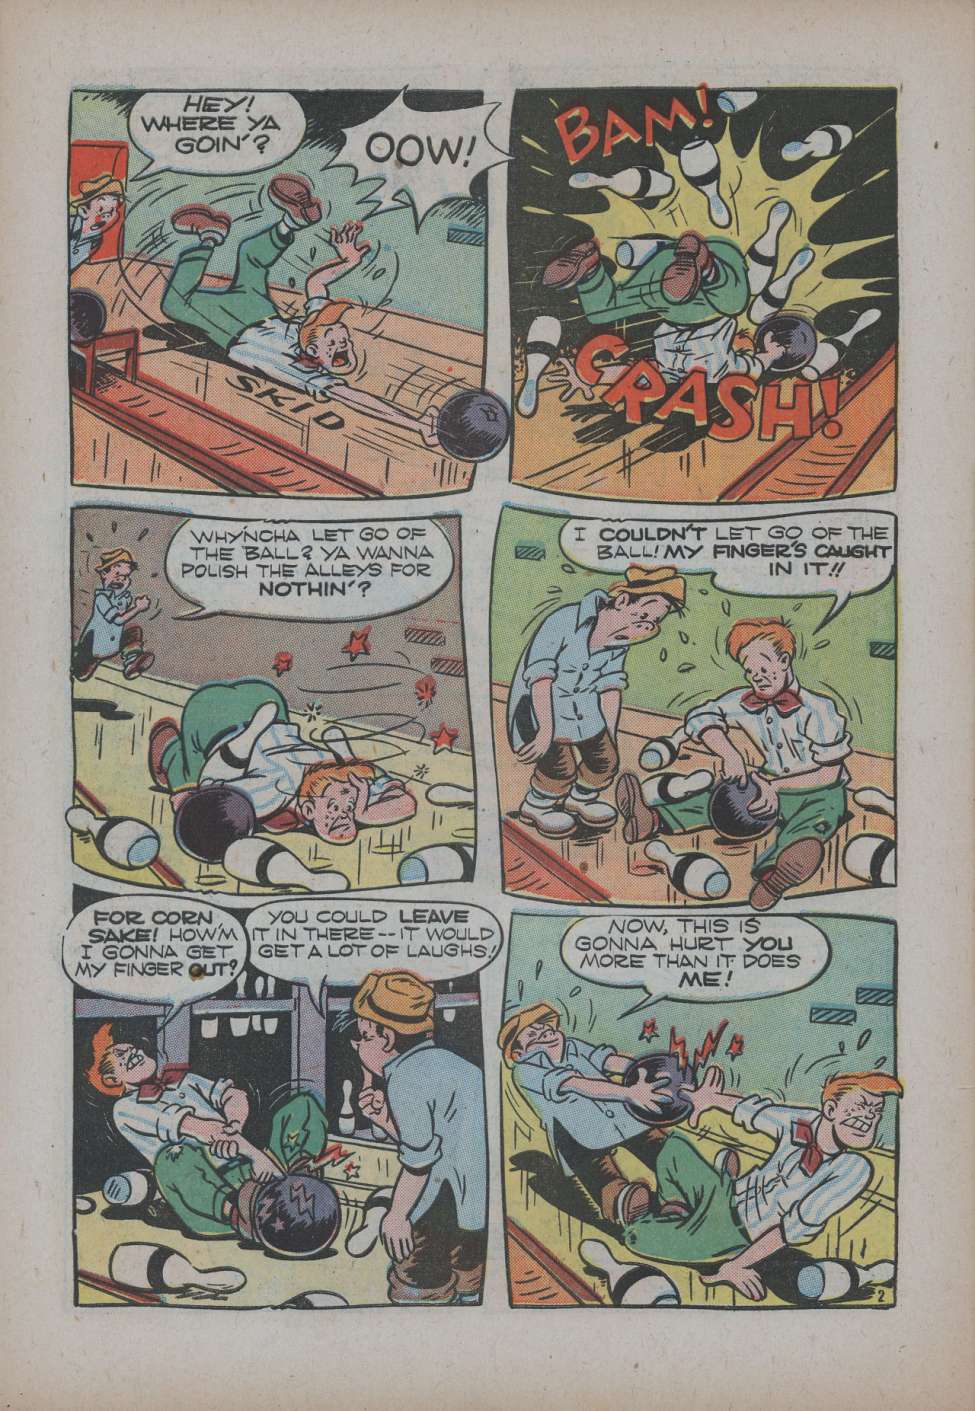 HEY!
WHERE YA
GOIN'?
OOW!
SKID
BAM!
CRASH!
WHY'NCHA LET GO OF
THE BALL? YA WANNA
POLISH THE ALLEYS FOR
NOTHIN'?
I COULDN'T LET GO OF THE
BALL! MY FINGER'S CAUGHT
IN IT!!
FOR CORN
SAKE! HOW'M
I GONNA GET
MY FINGER OUT?
YOU COULD LEAVE
IT IN THERE--IT WOULD
GET A LOT OF LAUGHS!
NOW, THIS IS
GONNA HURT YOU
MORE THAN IT DOES
ME!
2